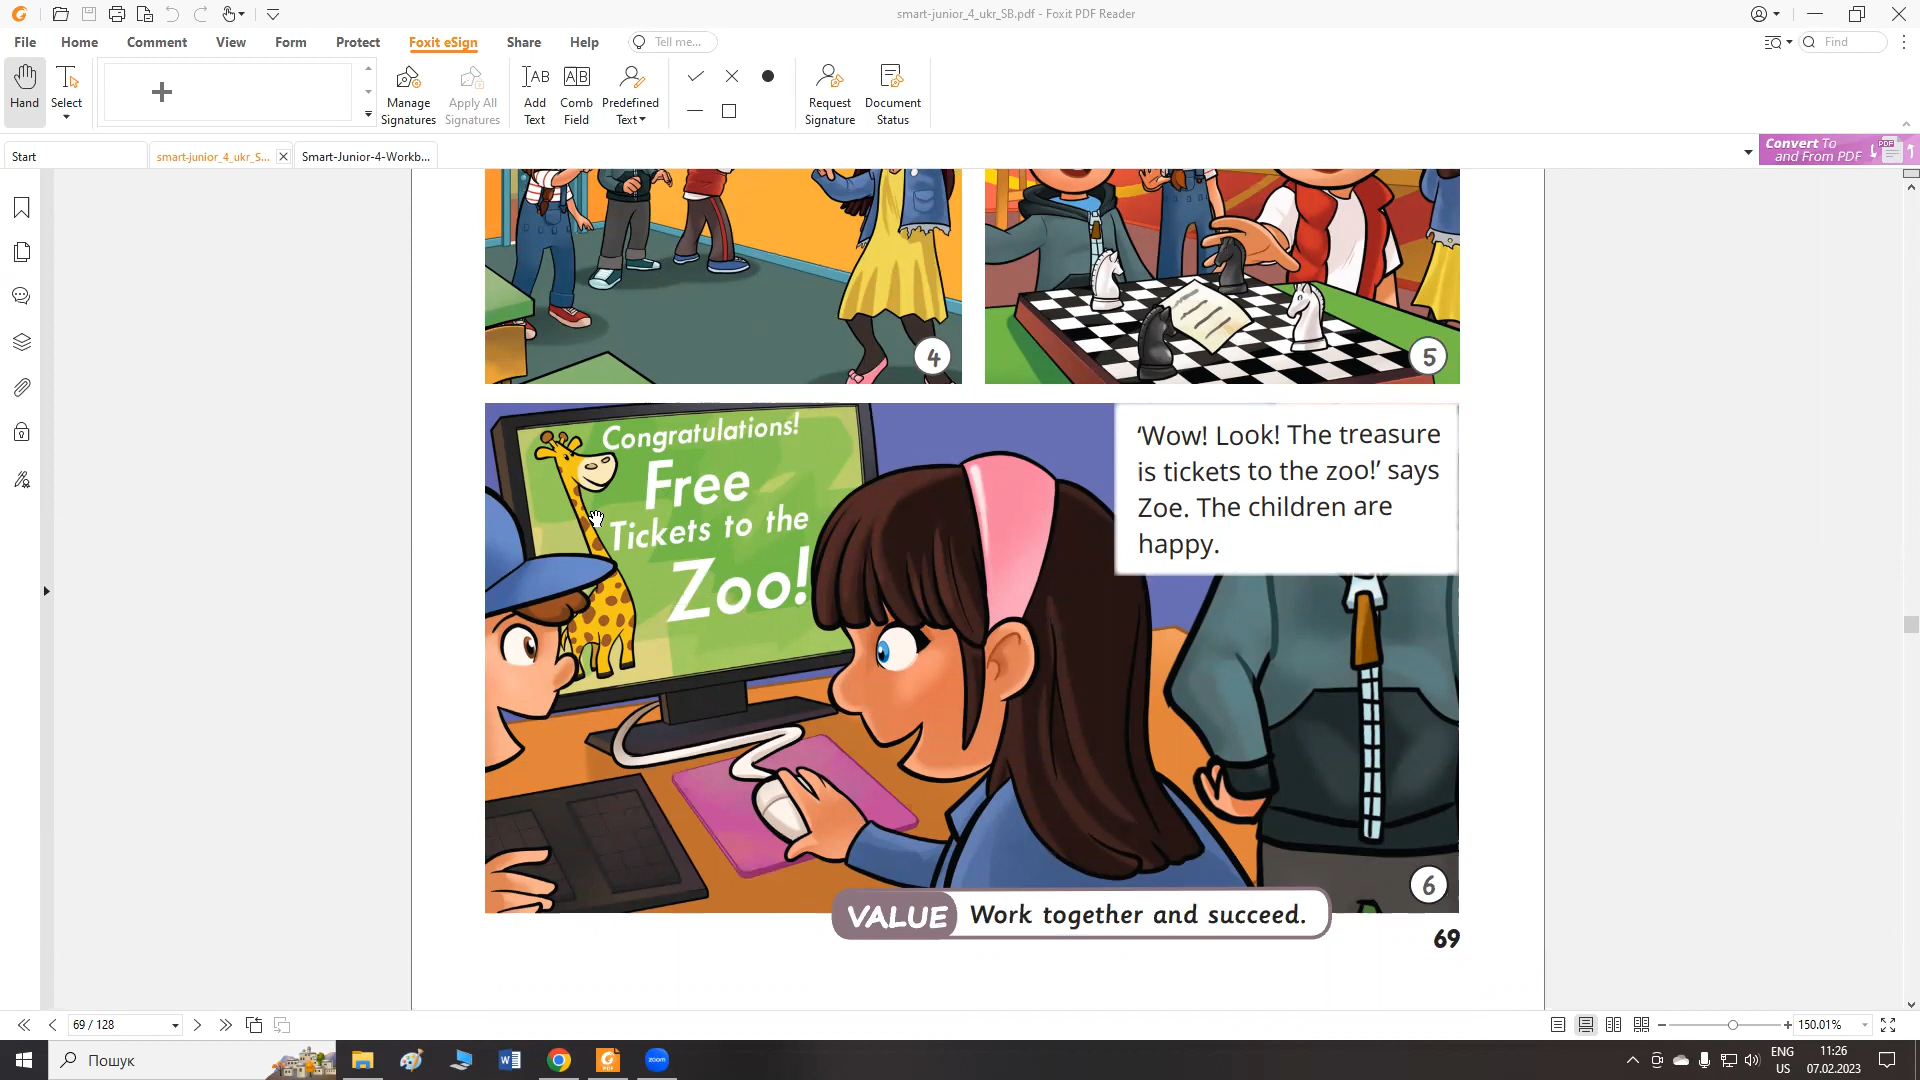 smart-junior_4_ukr_SB.pdf - Foxit PDF Reader
File Home Comment View Form Protect Foxit eSign Share Help Tell me... Find
Hand
Select
Manage Signatures
Apply All Signatures
Add Text
Comb Field
Predefined Text
Request Signature
Document Status
Start smart-junior_4_ukr_S... Smart-Junior-4-Workb...
Convert To
and From PDF
PDF
4
5
Congratulations!
Free
Tickets to the
Zoo!
‘Wow! Look! The treasure
is tickets to the zoo!’ says
Zoe. The children are
happy.
6
VALUE Work together and succeed.
69
69 / 128
150.01%
Пошук
zoom
ENG
US
11:26
07.02.2023